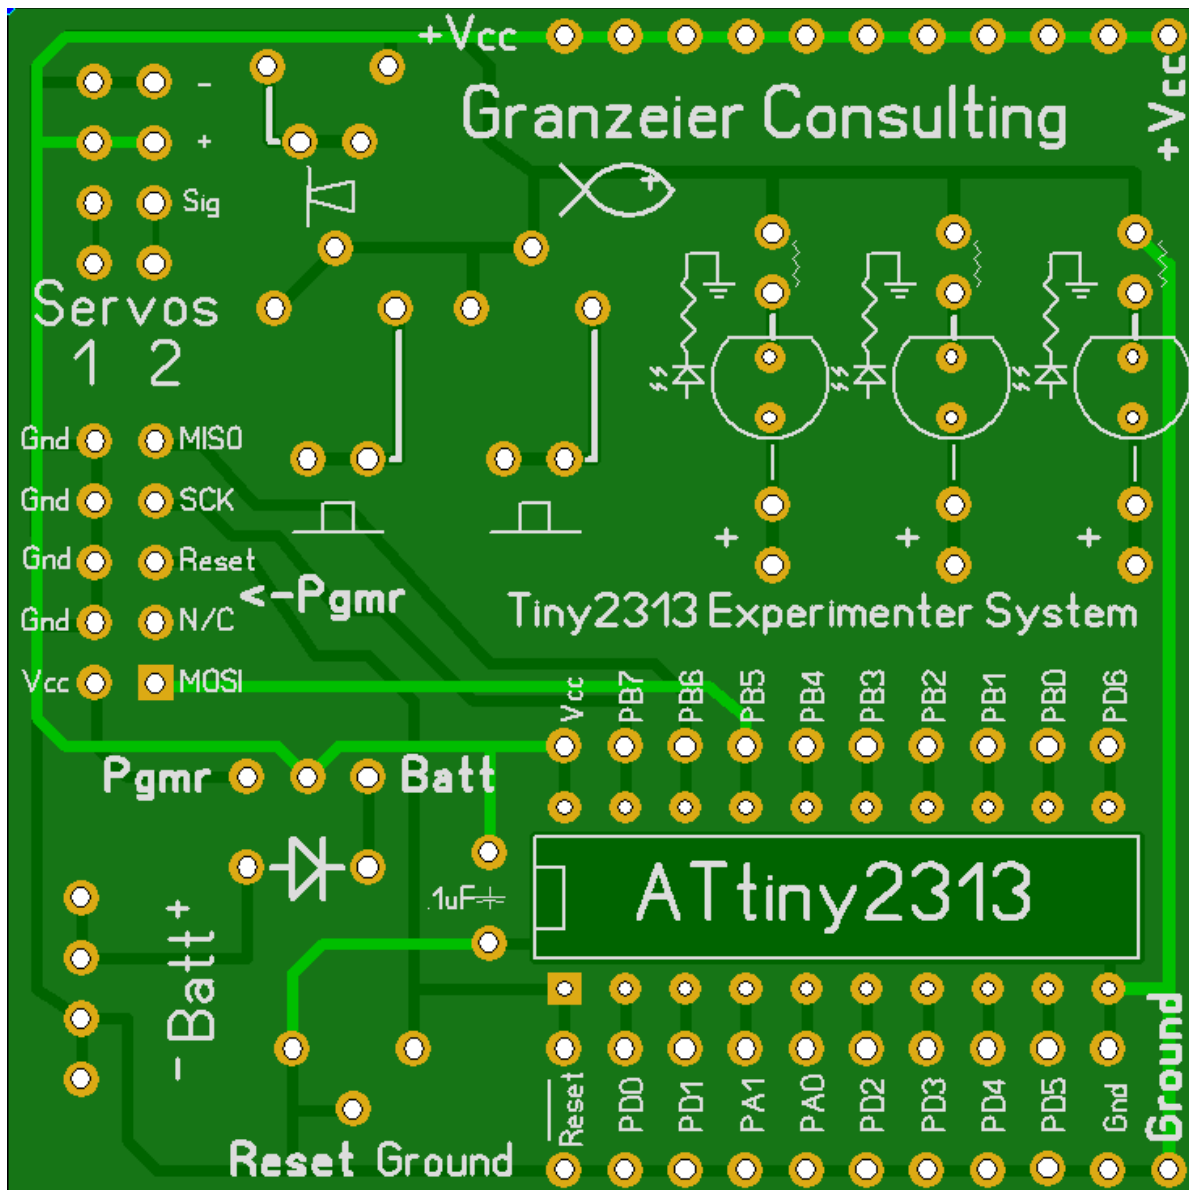 +Vcc
+Vcc
Granzeier Consulting
-
+
Sig
Servos
1 2
Gnd MISO
Gnd SCK
Gnd Reset
<-Pgmr
Gnd N/C
Vcc MOSI
+ + +
Tiny2313 Experimenter System
Vcc PB7 PB6 PB5 PB4 PB3 PB2 PB1 PB0 PD6
Pgmr Batt
.1uF
ATtiny2313
- Batt +
Reset PD0 PD1 PA1 PA0 PD2 PD3 PD4 PD5 Gnd
Ground
Reset Ground